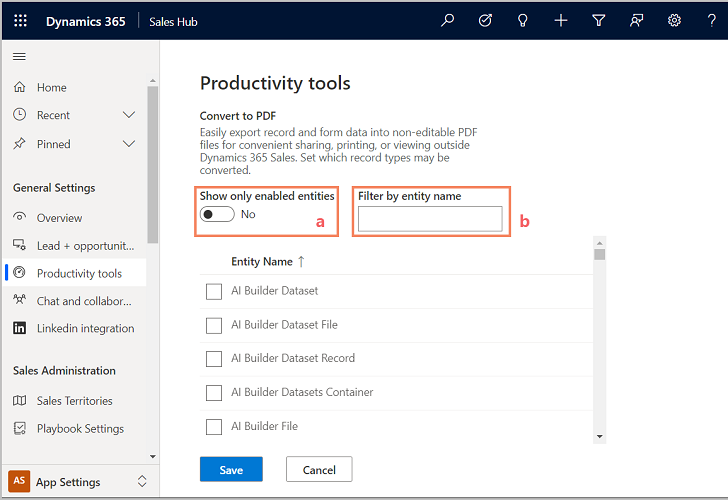 Dynamics 365 Sales Hub
Home
Recent
Pinned
General Settings
Overview
Lead + opportunit...
Productivity tools
Chat and collabor...
Linkedin integration
Sales Administration
Sales Territories
Playbook Settings
AS App Settings
Productivity tools
Convert to PDF
Easily export record and form data into non-editable PDF
files for convenient sharing, printing, or viewing outside
Dynamics 365 Sales. Set which record types may be
converted.
Show only enabled entities
No
a
Filter by entity name
b
Entity Name ↑
AI Builder Dataset
AI Builder Dataset File
AI Builder Dataset Record
AI Builder Datasets Container
AI Builder File
Save Cancel